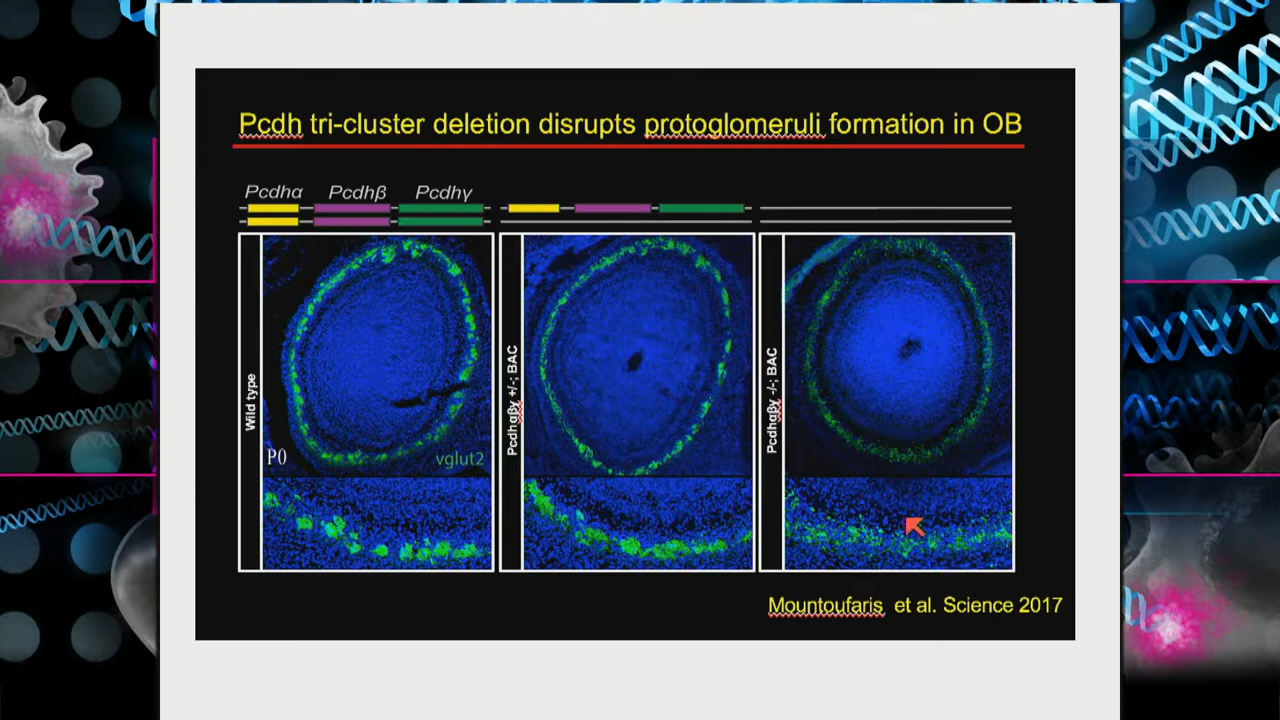 Pcdh tri-cluster deletion disrupts protoglomeruli formation in OB
Pcdhα Pcdhβ Pcdhγ
Wild type
P0
vglut2
Pcdhαβγ +/-; BAC
Pcdhαβγ -/-; BAC
Mountoufaris et al. Science 2017